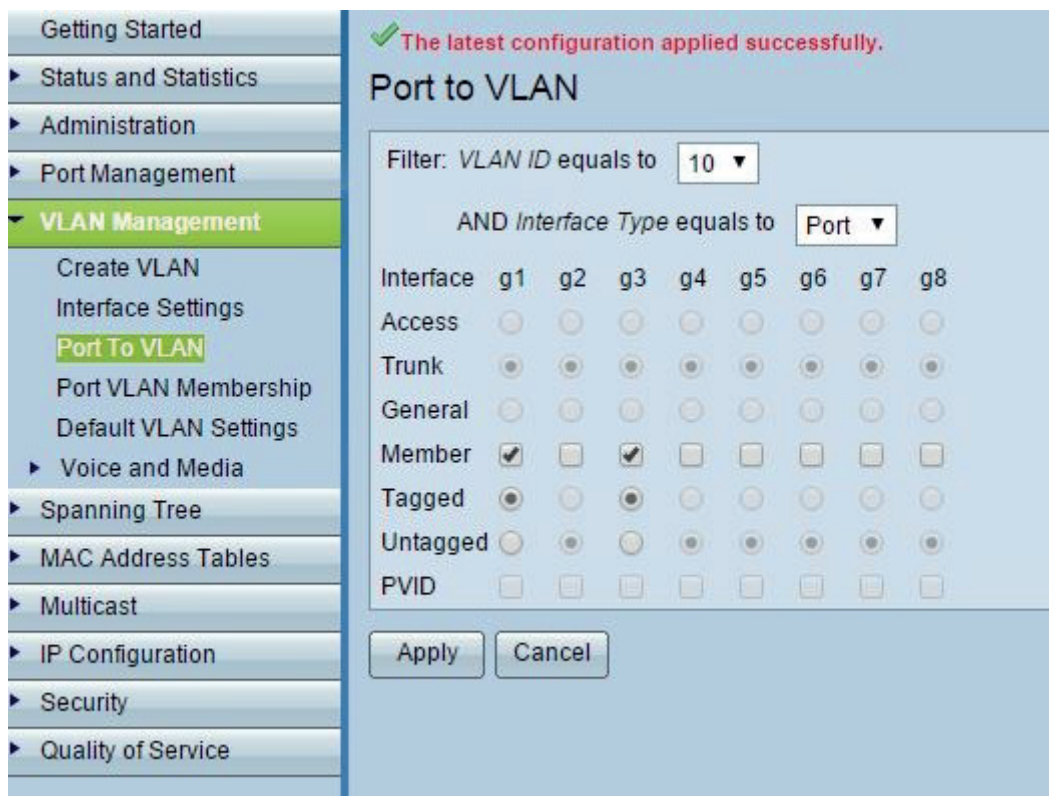 Getting Started
Status and Statistics
Administration
Port Management
VLAN Management
Create VLAN
Interface Settings
Port To VLAN
Port VLAN Membership
Default VLAN Settings
Voice and Media
Spanning Tree
MAC Address Tables
Multicast
IP Configuration
Security
Quality of Service
The latest configuration applied successfully.
Port to VLAN
Filter: VLAN ID equals to 10
AND Interface Type equals to Port
Interface g1 g2 g3 g4 g5 g6 g7 g8
Access
Trunk
General
Member
Tagged
Untagged
PVID
Apply Cancel